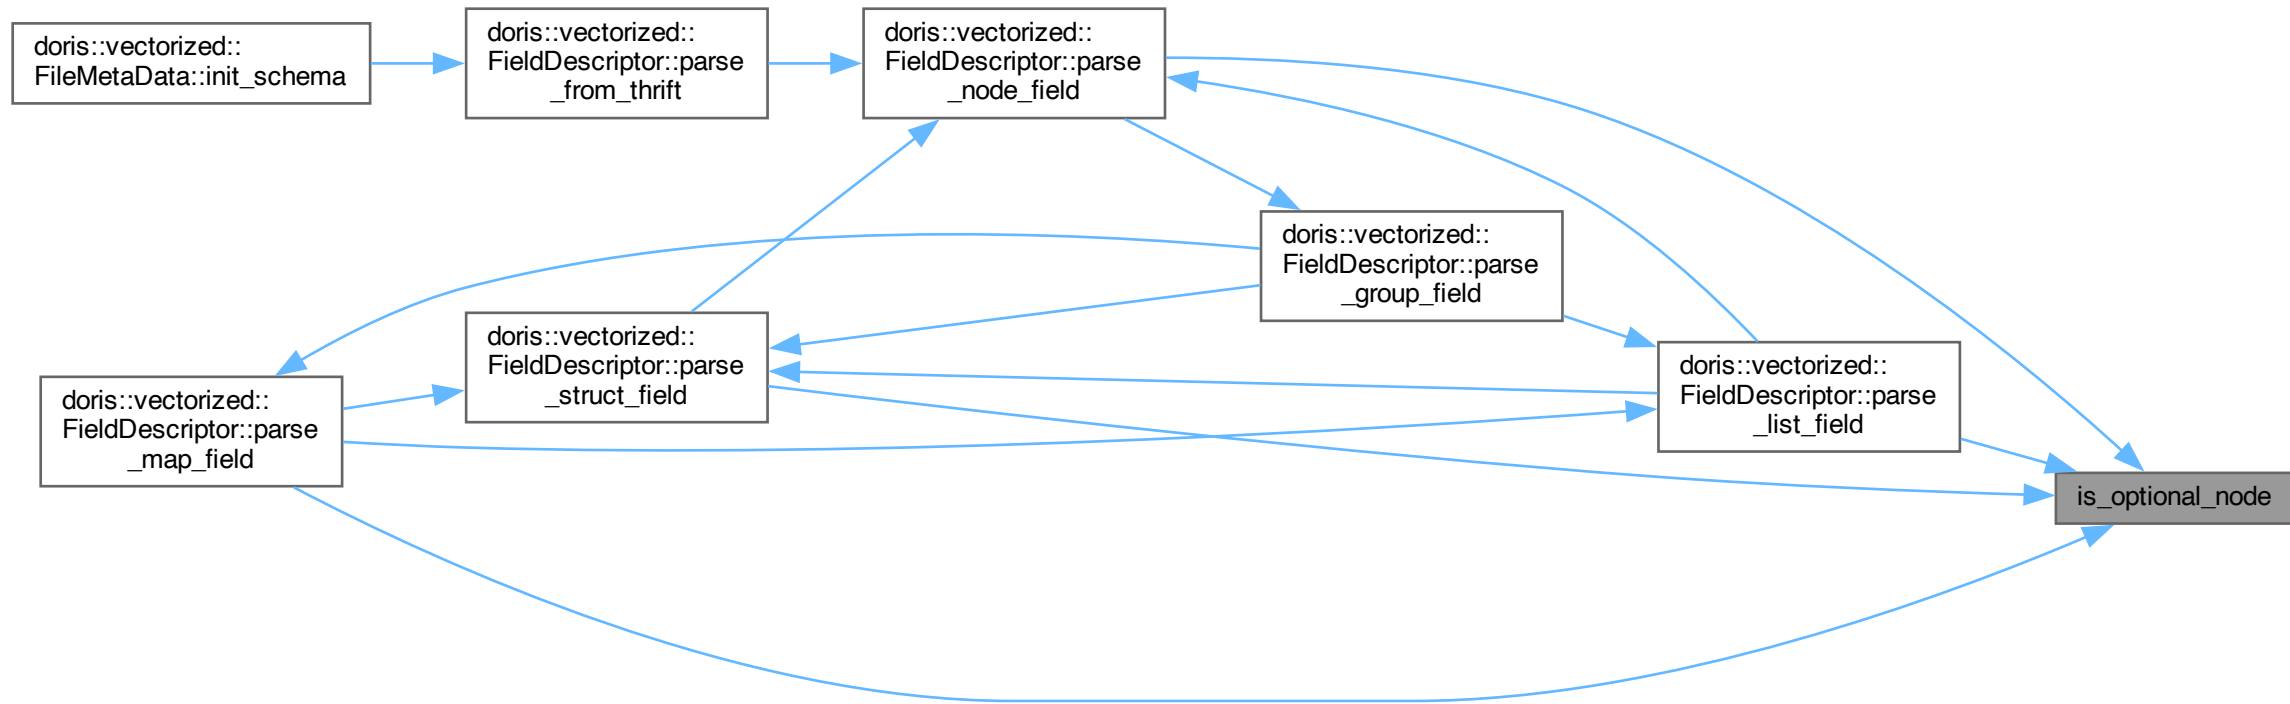 doris::vectorized::
FileMetaData::init_schema
doris::vectorized::
FieldDescriptor::parse
_from_thrift
doris::vectorized::
FieldDescriptor::parse
_node_field
doris::vectorized::
FieldDescriptor::parse
_group_field
doris::vectorized::
FieldDescriptor::parse
_struct_field
doris::vectorized::
FieldDescriptor::parse
_list_field
doris::vectorized::
FieldDescriptor::parse
_map_field
is_optional_node